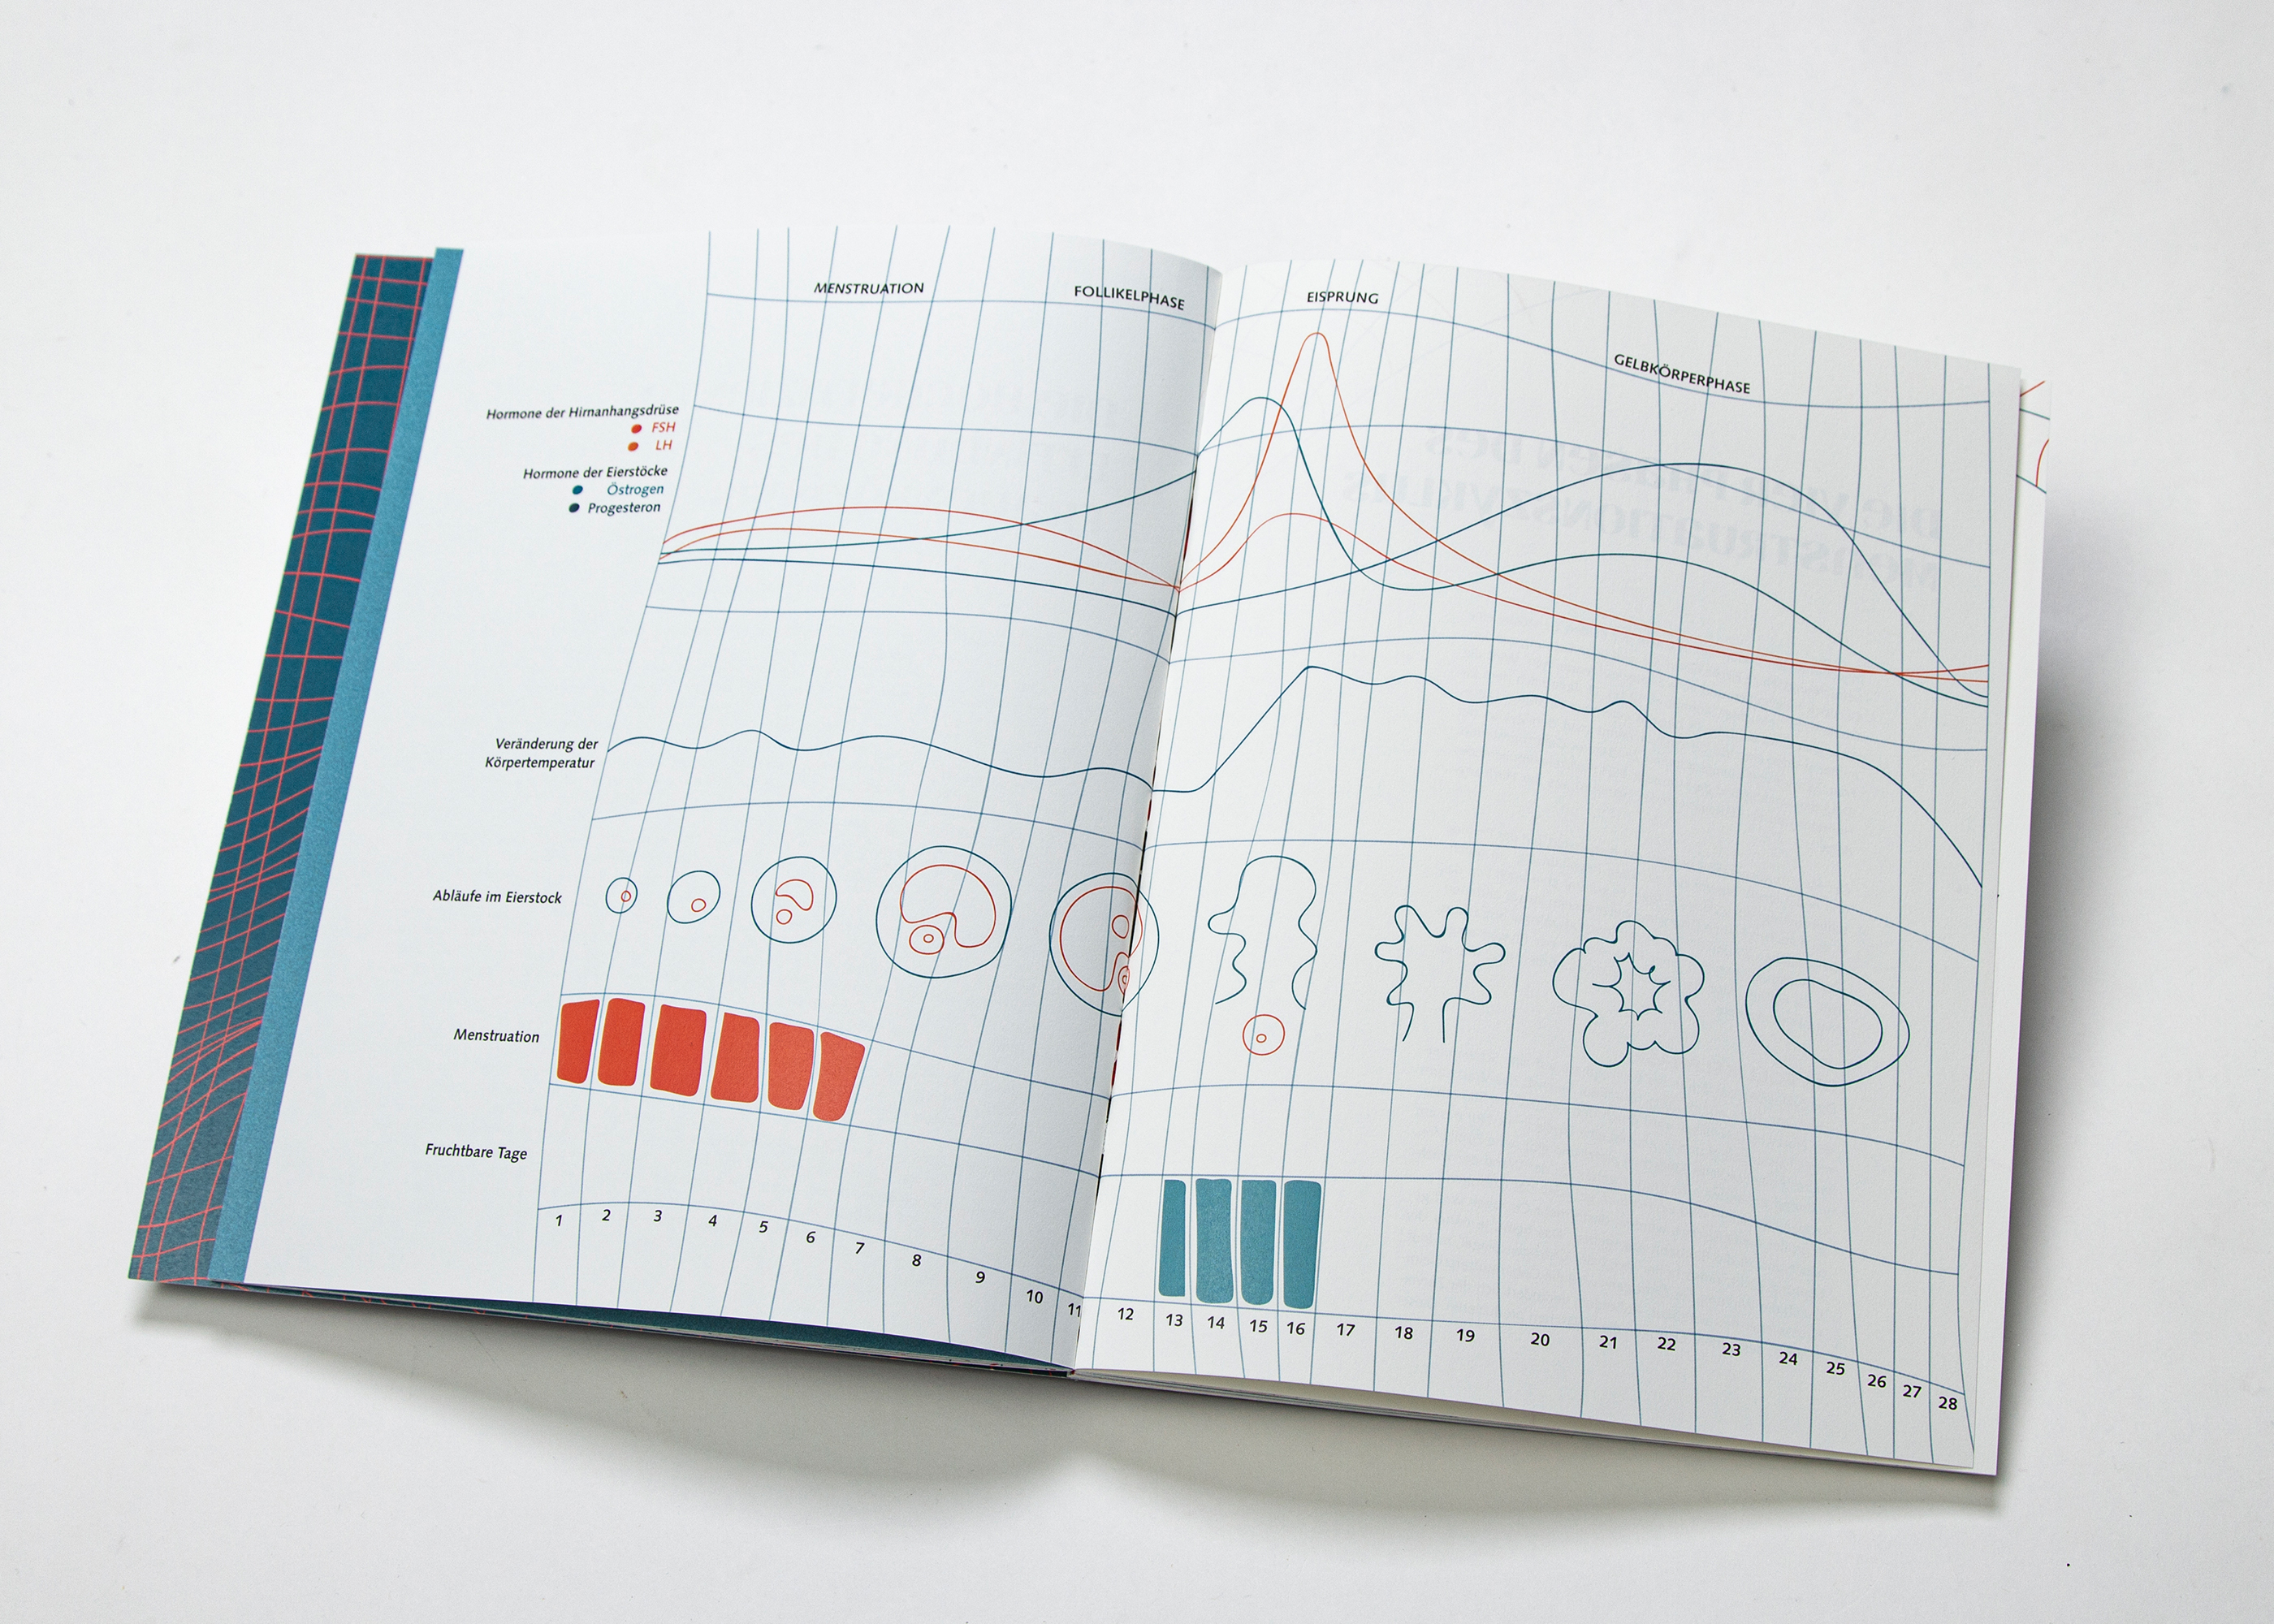 MENSTRUATION
FOLLIKELPHASE
EISPRUNG
GELBKÖRPERPHASE
Hormone der Hirnanhangsdrüse
FSH
LH
Hormone der Eierstöcke
Östrogen
Progesteron
Veränderung der
Körpertemperatur
Abläufe im Eierstock
Menstruation
Fruchtbare Tage
1 2 3 4 5 6 7 8 9 10 11 12 13 14 15 16 17 18 19 20 21 22 23 24 25 26 27 28